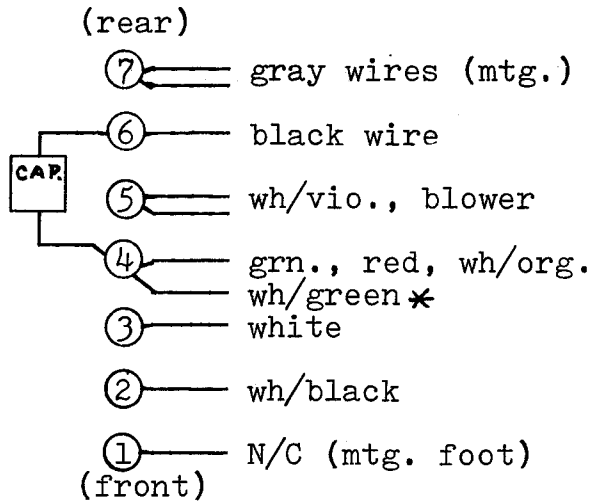 (rear)
7 gray wires (mtg.)
6 black wire
CAP.
5 wh/vio., blower
4 grn., red, wh/org.
wh/green *
3 white
2 wh/black
1 N/C (mtg. foot)
(front)